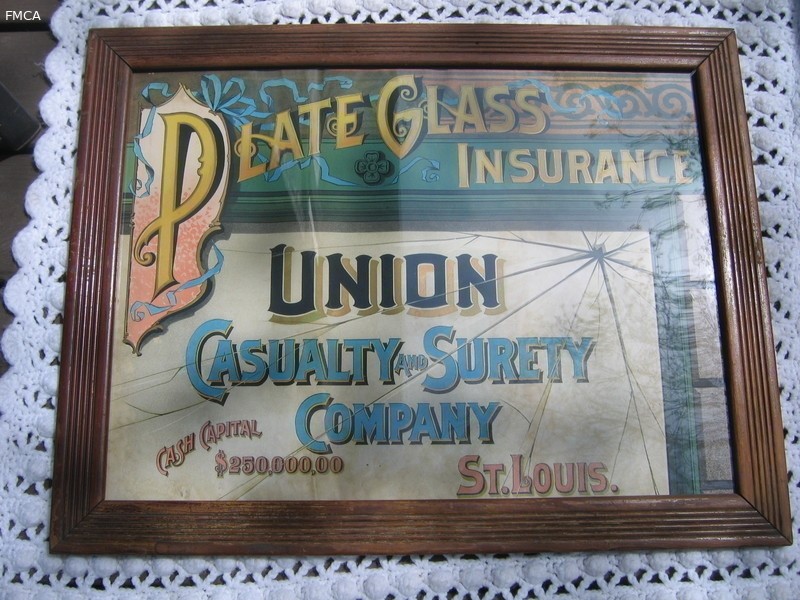 FMCA
PLATE GLASS
INSURANCE
UNION
CASUALTY AND SURETY
COMPANY
CASH CAPITAL
$250,000,00
ST. LOUIS.